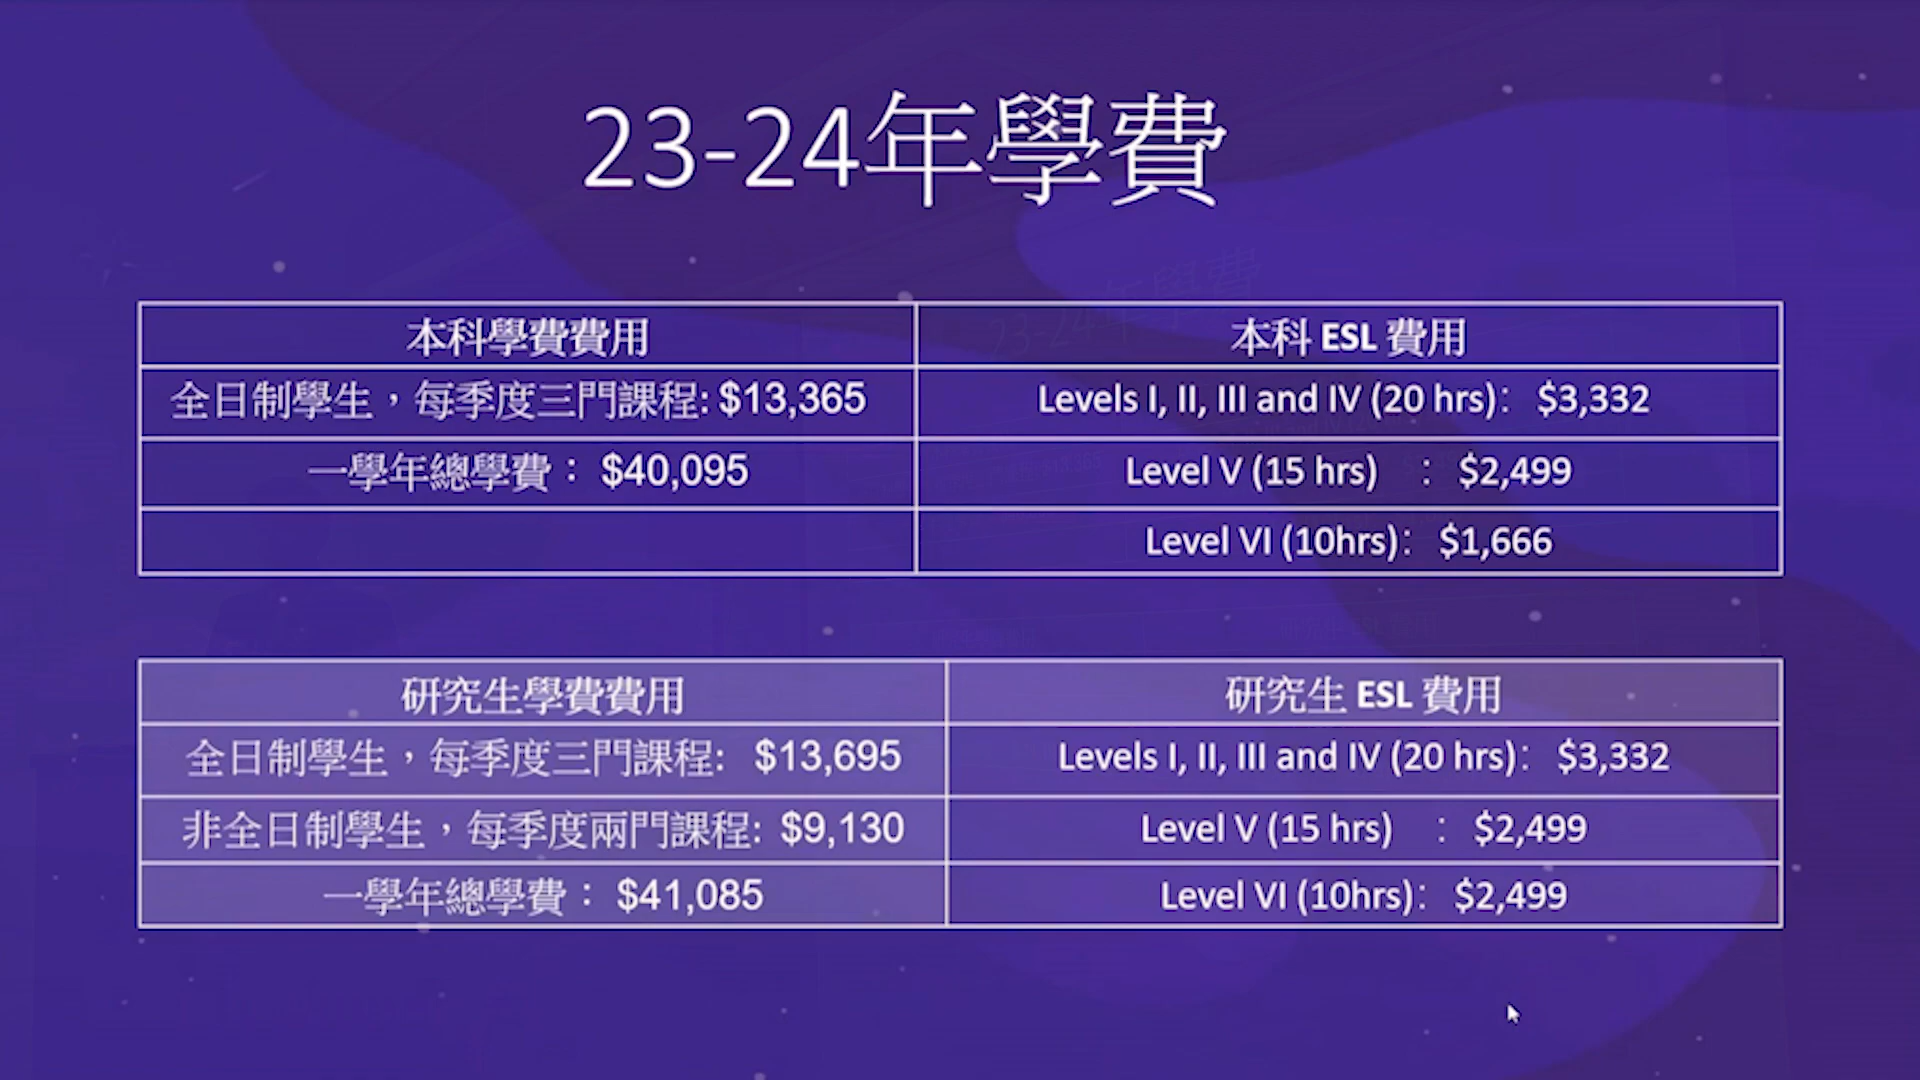 23-24年學費
本科學費費用
本科 ESL 費用
全日制學生，每季度三門課程: $13,365
Levels I, II, III and IV (20 hrs)： $3,332
一學年總學費： $40,095
Level V (15 hrs) ： $2,499
Level VI (10hrs)： $1,666
研究生學費費用
研究生 ESL 費用
全日制學生，每季度三門課程: $13,695
Levels I, II, III and IV (20 hrs)： $3,332
非全日制學生，每季度兩門課程: $9,130
Level V (15 hrs) ： $2,499
一學年總學費： $41,085
Level VI (10hrs)： $2,499